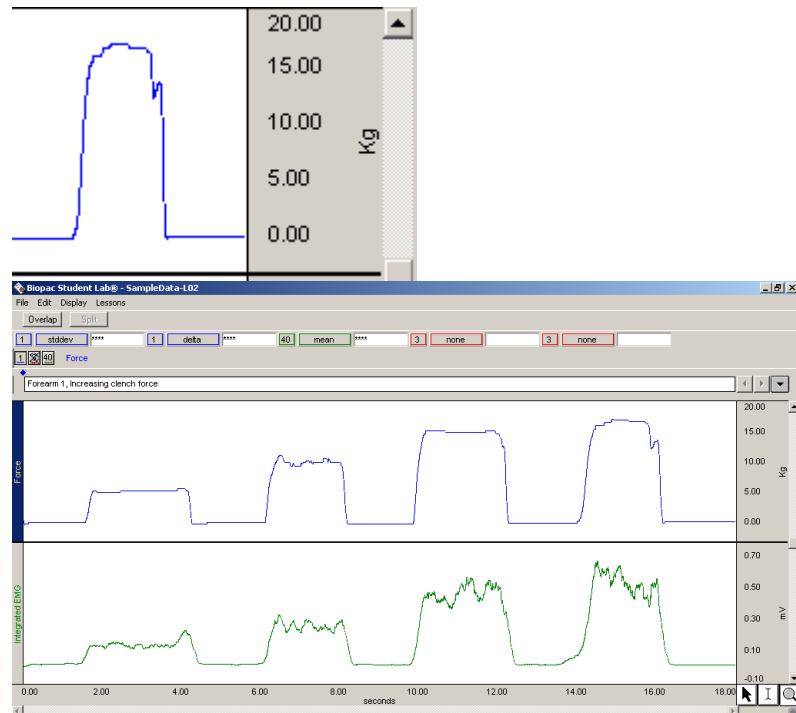 20.00
15.00
10.00
5.00
0.00
Kg
Biopac Student Lab® - SampleData-L02
File Edit Display Lessons
Overlap Split
1 stddev **** 1 delta **** 40 mean **** 3 none 3 none
1 40 Force
Forearm 1, Increasing clench force
Force
20.00
15.00
10.00
5.00
0.00
Kg
Integrated EMG
0.70
0.50
0.30
0.10
-0.10
mV
0.00 2.00 4.00 6.00 8.00 10.00 12.00 14.00 16.00 18.00
seconds